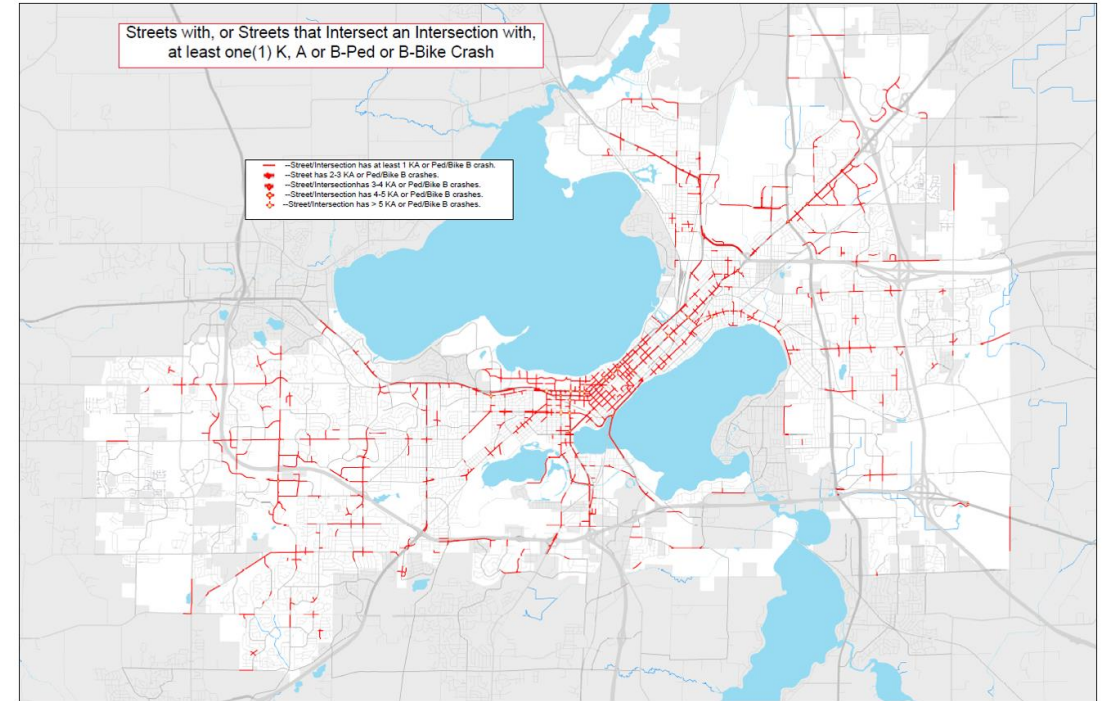 Streets with, or Streets that Intersect an Intersection with,
at least one(1) K, A or B-Ped or B-Bike Crash
--Street/Intersection has at least 1 KA or Ped/Bike B crash.
--Street has 2-3 KA or Ped/Bike B crashes.
--Street/Intersectionhas 3-4 KA or Ped/Bike B crashes.
--Street/Intersection has 4-5 KA or Ped/Bike B crashes.
--Street/Intersection has > 5 KA or Ped/Bike B crashes.